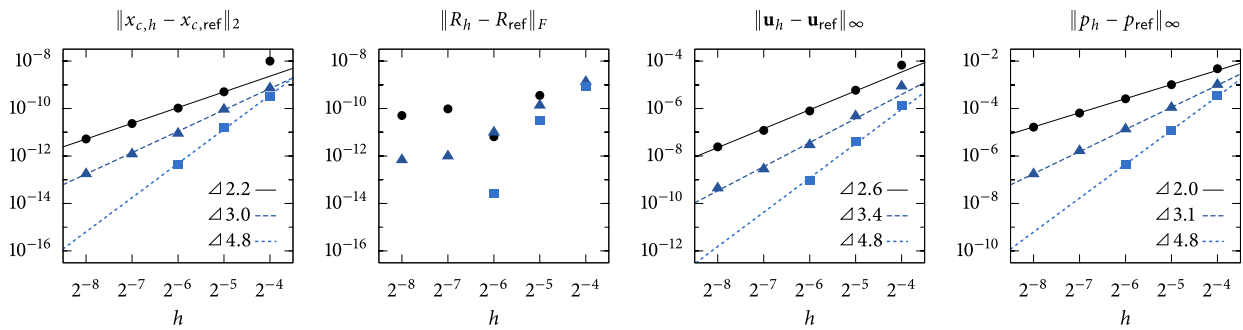 ‖x_{c,h} − x_{c,ref}‖₂
10⁻⁸
10⁻¹⁰
10⁻¹²
10⁻¹⁴
10⁻¹⁶
⊿ 2.2
⊿ 3.0
⊿ 4.8
2⁻⁸ 2⁻⁷ 2⁻⁶ 2⁻⁵ 2⁻⁴
h
‖R_h − R_ref‖_F
10⁻⁸
10⁻¹⁰
10⁻¹²
10⁻¹⁴
10⁻¹⁶
2⁻⁸ 2⁻⁷ 2⁻⁶ 2⁻⁵ 2⁻⁴
h
‖u_h − u_ref‖_∞
10⁻⁴
10⁻⁶
10⁻⁸
10⁻¹⁰
10⁻¹²
⊿ 2.6
⊿ 3.4
⊿ 4.8
2⁻⁸ 2⁻⁷ 2⁻⁶ 2⁻⁵ 2⁻⁴
h
‖p_h − p_ref‖_∞
10⁻²
10⁻⁴
10⁻⁶
10⁻⁸
10⁻¹⁰
⊿ 2.0
⊿ 3.1
⊿ 4.8
2⁻⁸ 2⁻⁷ 2⁻⁶ 2⁻⁵ 2⁻⁴
h